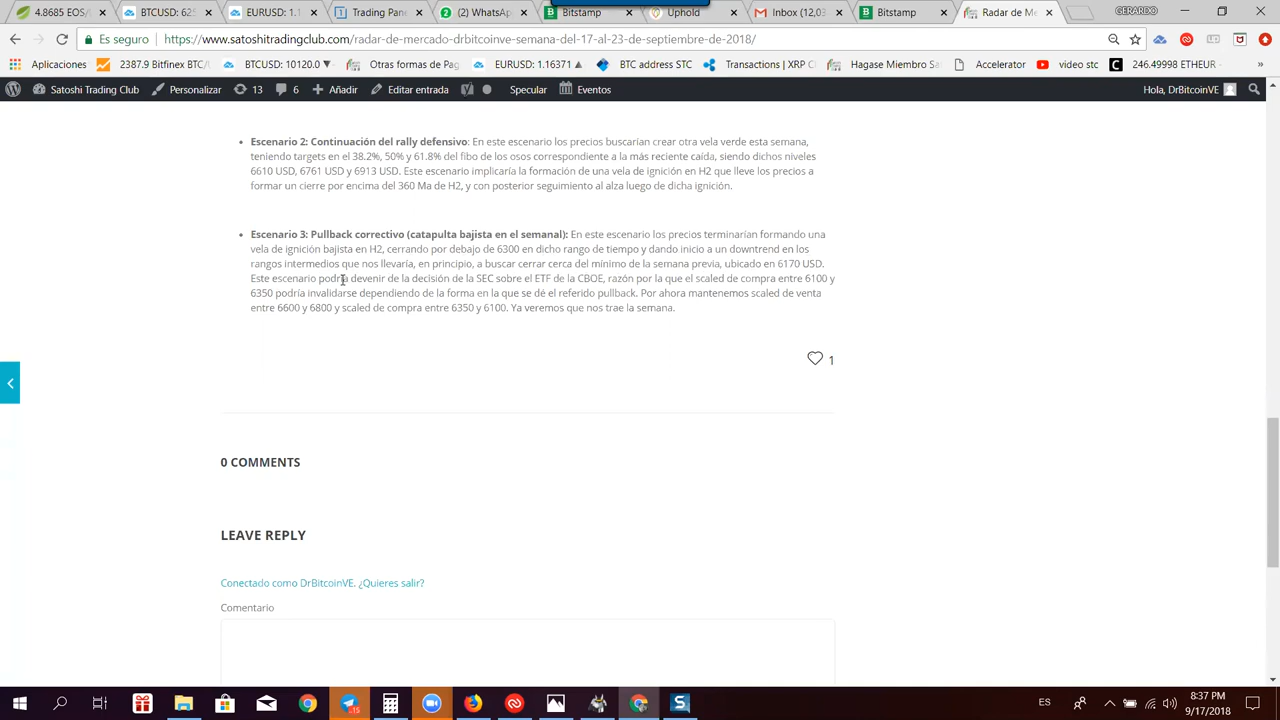 4.8685 EOS/
BTCUSD: 625
EURUSD: 1.1
Trading Pan
(2) WhatsAp
Bitstamp
Uphold
Inbox (12,03
Bitstamp
Radar de Me
GERARDO
Es seguro https://www.satoshitradingclub.com/radar-de-mercado-drbitcoinve-semana-del-17-al-23-de-septiembre-de-2018/
Aplicaciones
2387.9 Bitfinex BTC/
BTCUSD: 10120.0
Otras formas de Pag
EURUSD: 1.16371 ▲
BTC address STC
Transactions | XRP C
Hagase Miembro Sa
Accelerator
video stc
246.49998 ETHEUR -
»
Satoshi Trading Club
Personalizar
13
6
Añadir
Editar entrada
Specular
Eventos
Hola, DrBitcoinVE
• Escenario 2: Continuación del rally defensivo: En este escenario los precios buscarían crear otra vela verde esta semana,
teniendo targets en el 38.2%, 50% y 61.8% del fibo de los osos correspondiente a la más reciente caída, siendo dichos niveles
6610 USD, 6761 USD y 6913 USD. Este escenario implicaría la formación de una vela de ignición en H2 que lleve los precios a
formar un cierre por encima del 360 Ma de H2, y con posterior seguimiento al alza luego de dicha ignición.
• Escenario 3: Pullback correctivo (catapulta bajista en el semanal): En este escenario los precios terminarían formando una
vela de ignición bajista en H2, cerrando por debajo de 6300 en dicho rango de tiempo y dando inicio a un downtrend en los
rangos intermedios que nos llevaría, en principio, a buscar cerrar cerca del mínimo de la semana previa, ubicado en 6170 USD.
Este escenario podría devenir de la decisión de la SEC sobre el ETF de la CBOE, razón por la que el scaled de compra entre 6100 y
6350 podría invalidarse dependiendo de la forma en la que se dé el referido pullback. Por ahora mantenemos scaled de venta
entre 6600 y 6800 y scaled de compra entre 6350 y 6100. Ya veremos que nos trae la semana.
1
0 COMMENTS
LEAVE REPLY
Conectado como DrBitcoinVE. ¿Quieres salir?
Comentario
ES
8:37 PM
9/17/2018